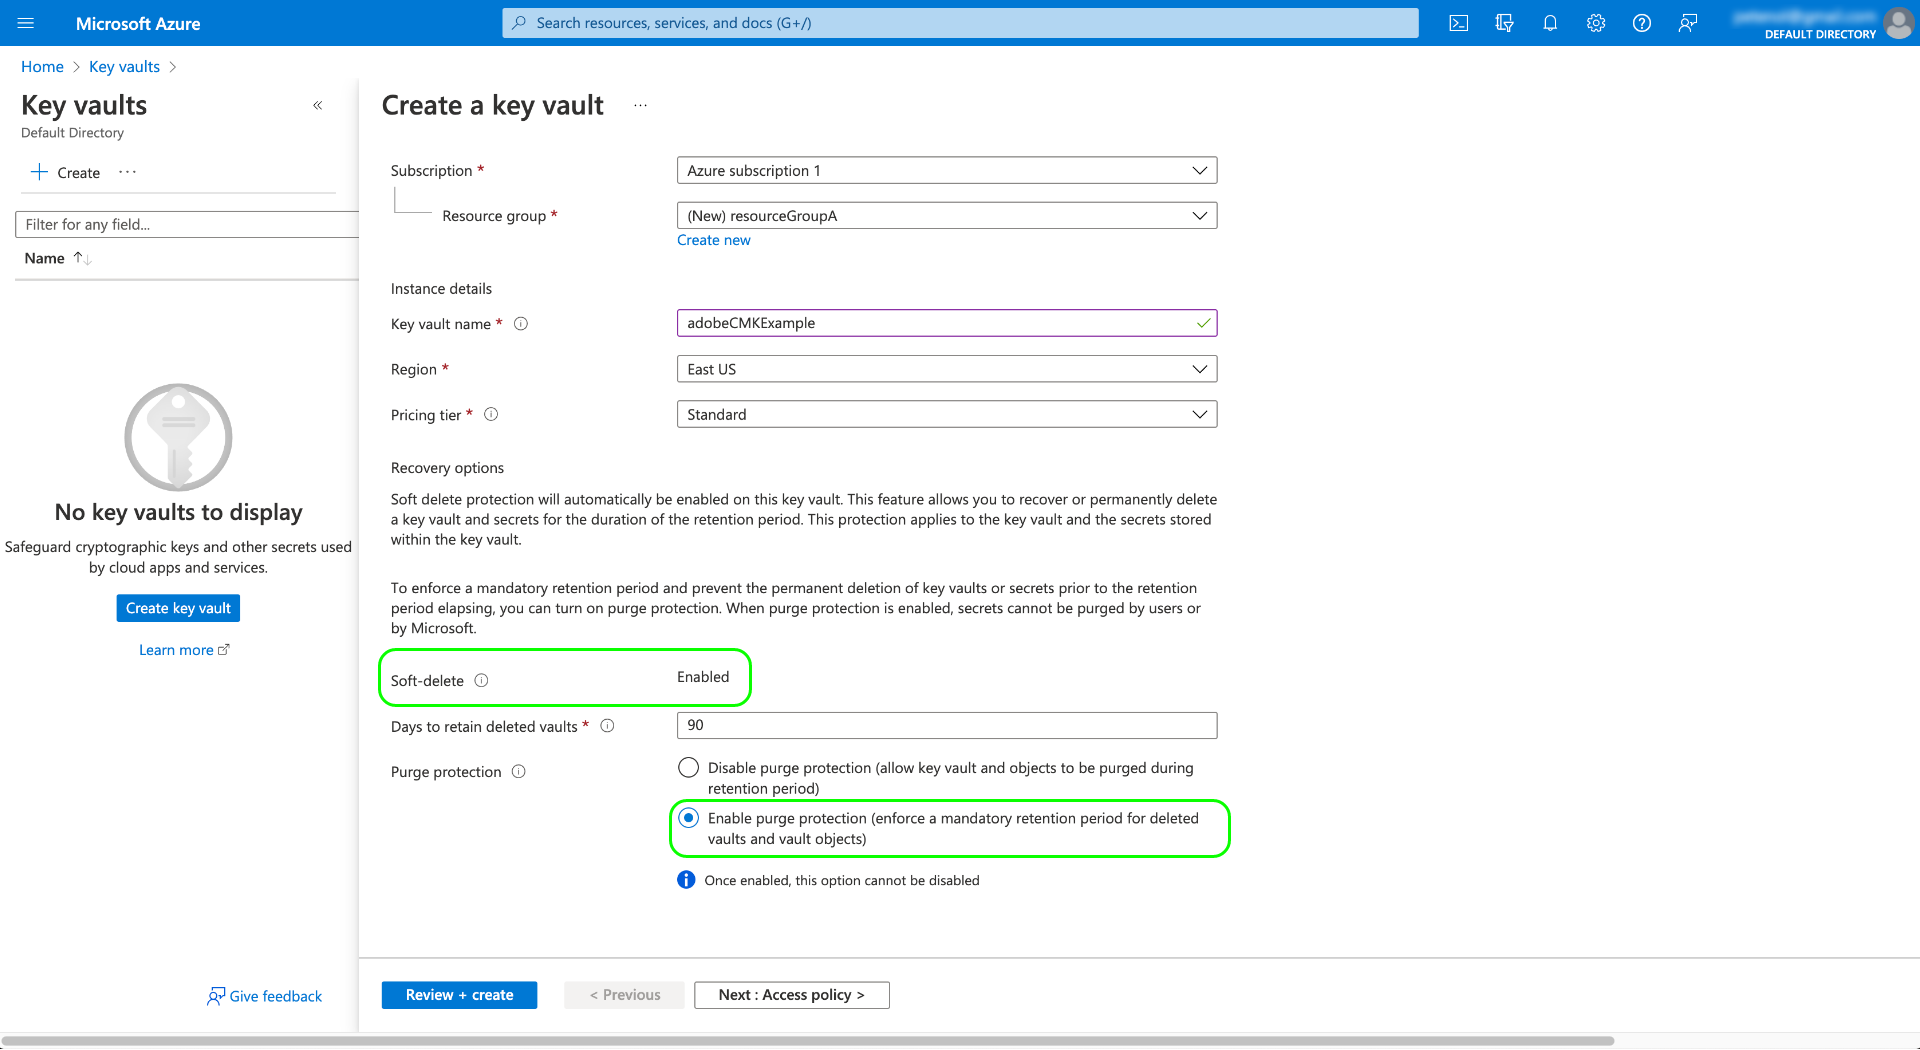 Microsoft Azure
Search resources, services, and docs (G+/)
DEFAULT DIRECTORY
Home > Key vaults >
Key vaults
Default Directory
Create
Filter for any field...
Name
No key vaults to display
Safeguard cryptographic keys and other secrets used
by cloud apps and services.
Create key vault
Learn more
Give feedback
Create a key vault
Subscription *
Azure subscription 1
Resource group *
(New) resourceGroupA
Create new
Instance details
Key vault name *
adobeCMKExample
Region *
East US
Pricing tier *
Standard
Recovery options
Soft delete protection will automatically be enabled on this key vault. This feature allows you to recover or permanently delete
a key vault and secrets for the duration of the retention period. This protection applies to the key vault and the secrets stored
within the key vault.
To enforce a mandatory retention period and prevent the permanent deletion of key vaults or secrets prior to the retention
period elapsing, you can turn on purge protection. When purge protection is enabled, secrets cannot be purged by users or
by Microsoft.
Soft-delete
Enabled
Days to retain deleted vaults *
90
Purge protection
Disable purge protection (allow key vault and objects to be purged during
retention period)
Enable purge protection (enforce a mandatory retention period for deleted
vaults and vault objects)
Once enabled, this option cannot be disabled
Review + create
< Previous
Next : Access policy >